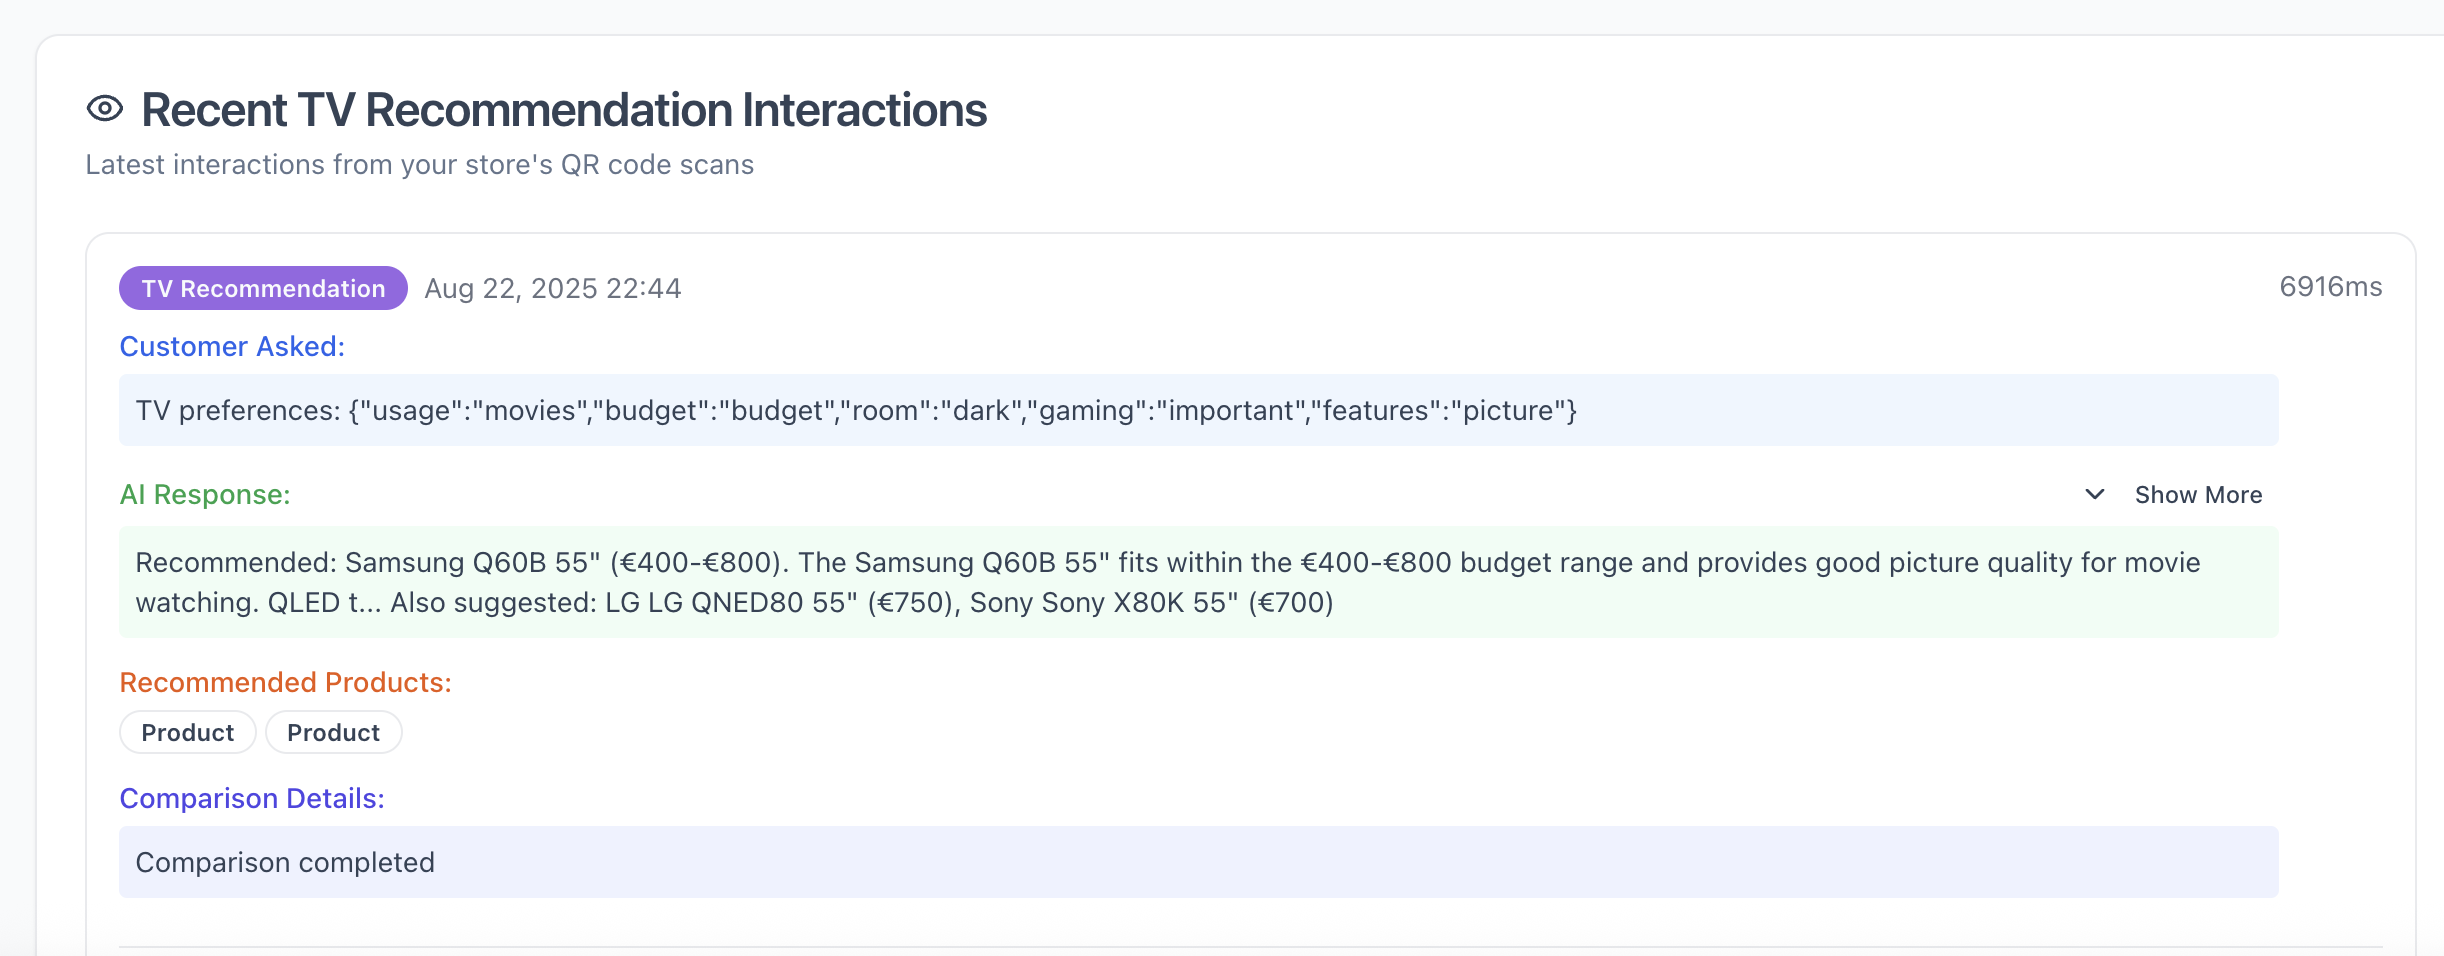 Recent TV Recommendation Interactions
Latest interactions from your store's QR code scans
TV Recommendation Aug 22, 2025 22:44 6916ms
Customer Asked:
TV preferences: {"usage":"movies","budget":"budget","room":"dark","gaming":"important","features":"picture"}
AI Response: Show More
Recommended: Samsung Q60B 55" (€400-€800). The Samsung Q60B 55" fits within the €400-€800 budget range and provides good picture quality for movie
watching. QLED t... Also suggested: LG LG QNED80 55" (€750), Sony Sony X80K 55" (€700)
Recommended Products:
Product Product
Comparison Details:
Comparison completed